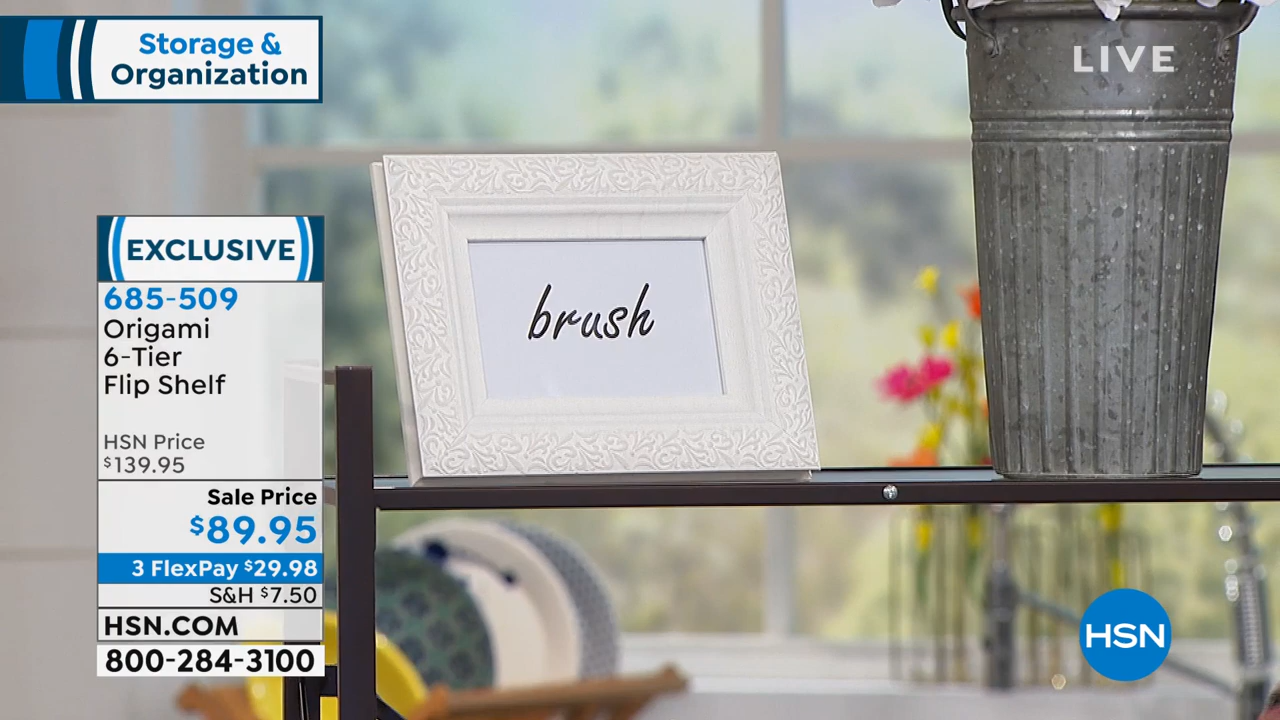 Storage &
Organization
LIVE
EXCLUSIVE
685-509
Origami
6-Tier
Flip Shelf
HSN Price
$139.95
Sale Price
$89.95
3 FlexPay $29.98
S&H $7.50
HSN.COM
800-284-3100
brush
HSN